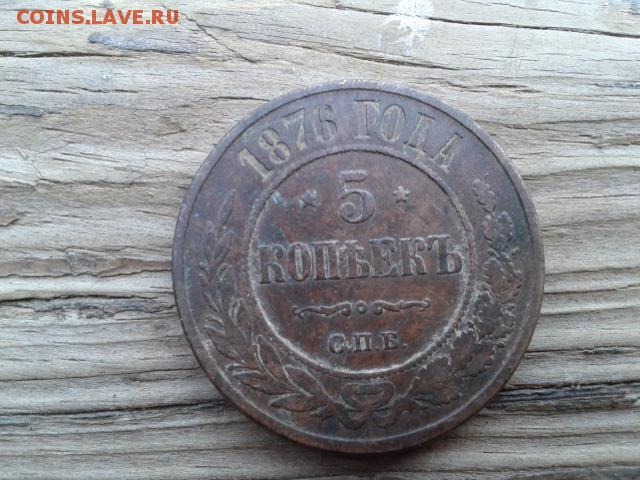 COINS.LAVE.RU
1876 ГОДА
5
КОПѢЕКЪ
С.П.Б.